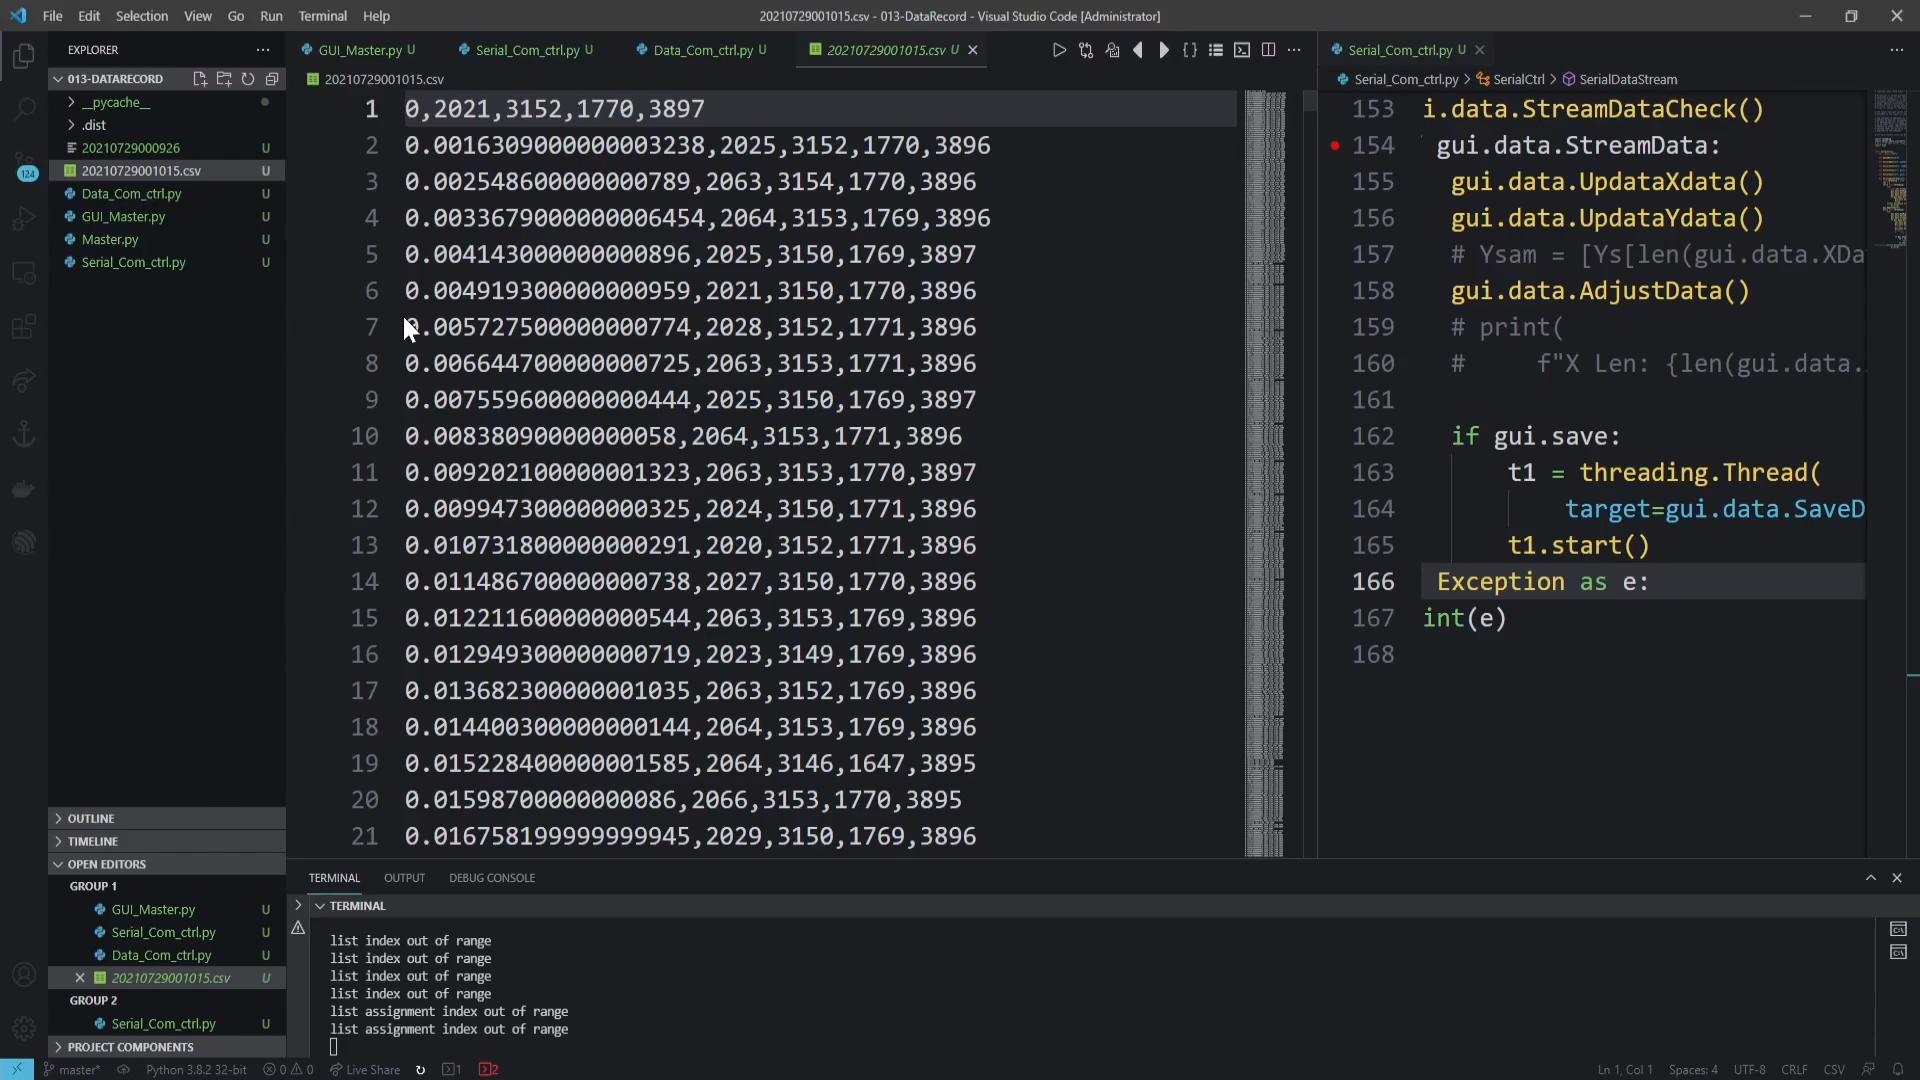 File Edit Selection View Go Run Terminal Help
20210729001015.csv - 013-DataRecord - Visual Studio Code [Administrator]
EXPLORER
013-DATARECORD
__pycache__
.dist
20210729000926 U
20210729001015.csv U
Data_Com_ctrl.py U
GUI_Master.py U
Master.py U
Serial_Com_ctrl.py U
124
OUTLINE
TIMELINE
OPEN EDITORS
GROUP 1
GUI_Master.py U
Serial_Com_ctrl.py U
Data_Com_ctrl.py U
20210729001015.csv U
GROUP 2
Serial_Com_ctrl.py U
PROJECT COMPONENTS
GUI_Master.py U Serial_Com_ctrl.py U Data_Com_ctrl.py U 20210729001015.csv U
20210729001015.csv
1 0,2021,3152,1770,3897
2 0.0016309000000003238,2025,3152,1770,3896
3 0.002548600000000789,2063,3154,1770,3896
4 0.0033679000000006454,2064,3153,1769,3896
5 0.004143000000000896,2025,3150,1769,3897
6 0.004919300000000959,2021,3150,1770,3896
7 0.005727500000000774,2028,3152,1771,3896
8 0.006644700000000725,2063,3153,1771,3896
9 0.007559600000000444,2025,3150,1769,3897
10 0.00838090000000058,2064,3153,1771,3896
11 0.009202100000001323,2063,3153,1770,3897
12 0.009947300000000325,2024,3150,1771,3896
13 0.010731800000000291,2020,3152,1771,3896
14 0.011486700000000738,2027,3150,1770,3896
15 0.012211600000000544,2063,3153,1769,3896
16 0.012949300000000719,2023,3149,1769,3896
17 0.013682300000001035,2063,3152,1769,3896
18 0.014400300000000144,2064,3153,1769,3896
19 0.015228400000001585,2064,3146,1647,3895
20 0.01598700000000086,2066,3153,1770,3895
21 0.016758199999999945,2029,3150,1769,3896
Serial_Com_ctrl.py U
Serial_Com_ctrl.py > SerialCtrl > SerialDataStream
153 i.data.StreamDataCheck()
154 gui.data.StreamData:
155 gui.data.UpdataXdata()
156 gui.data.UpdataYdata()
157 # Ysam = [Ys[len(gui.data.XDa
158 gui.data.AdjustData()
159 # print(
160 # f"X Len: {len(gui.data.
161
162 if gui.save:
163 t1 = threading.Thread(
164 target=gui.data.SaveD
165 t1.start()
166 Exception as e:
167 int(e)
168
TERMINAL OUTPUT DEBUG CONSOLE
TERMINAL
list index out of range
list index out of range
list index out of range
list index out of range
list assignment index out of range
list assignment index out of range
master* Python 3.8.2 32-bit 0 0 Live Share 1 2
Ln 1, Col 1 Spaces: 4 UTF-8 CRLF CSV